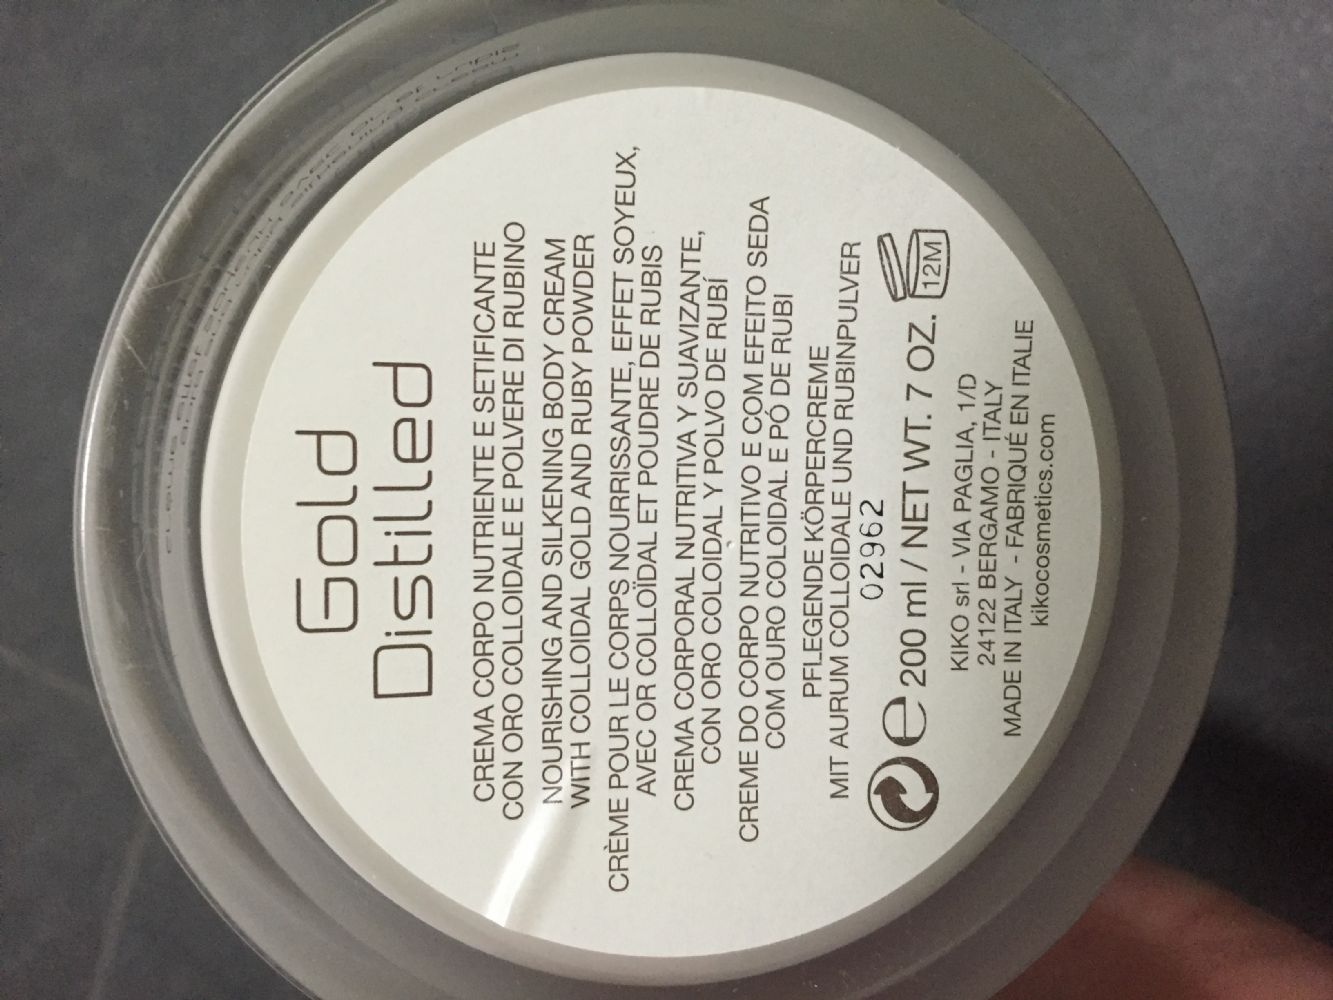 Gold
Distilled
CREMA CORPO NUTRIENTE E SETIFICANTE
CON ORO COLLOIDALE E POLVERE DI RUBINO
NOURISHING AND SILKENING BODY CREAM
WITH COLLOIDAL GOLD AND RUBY POWDER
CRÈME POUR LE CORPS NOURRISSANTE, EFFET SOYEUX,
AVEC OR COLLOÏDAL ET POUDRE DE RUBIS
CREMA CORPORAL NUTRITIVA Y SUAVIZANTE,
CON ORO COLOIDAL Y POLVO DE RUBÍ
CREME DO CORPO NUTRITIVO E COM EFEITO SEDA
COM OURO COLOIDAL E PÓ DE RUBI
PFLEGENDE KÖRPERCREME
MIT AURUM COLLOIDALE UND RUBINPULVER
02962
e 200 ml / NET WT. 7 OZ. 12M
KIKO srl - VIA PAGLIA, 1/D
24122 BERGAMO - ITALY
MADE IN ITALY - FABRIQUÉ EN ITALIE
kikocosmetics.com